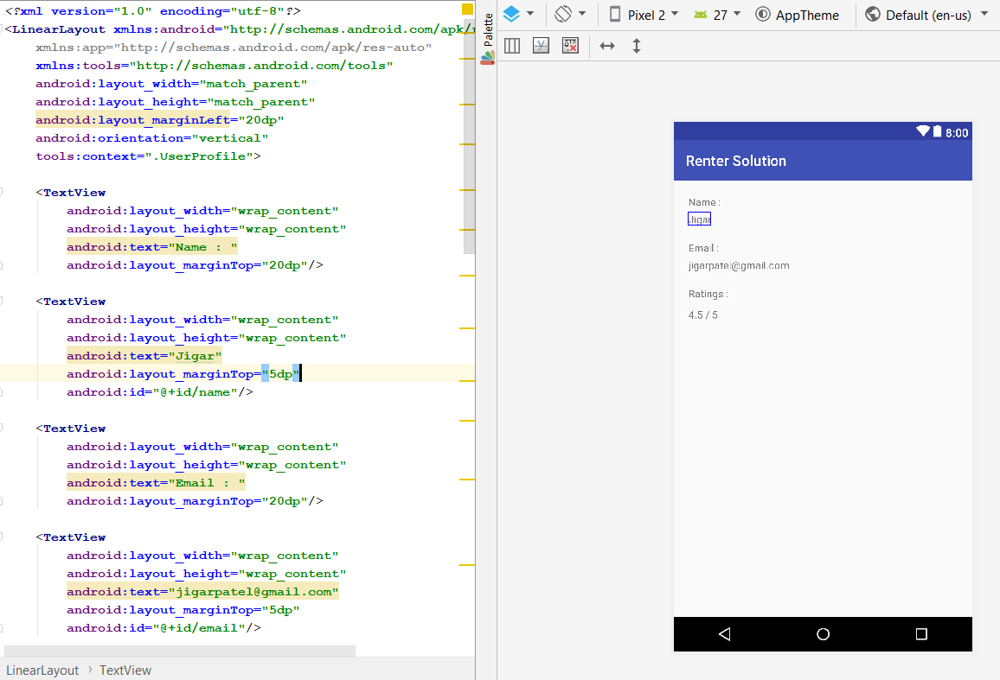 <?xml version="1.0" encoding="utf-8"?>
<LinearLayout xmlns:android="http://schemas.android.com/apk/
xmlns:app="http://schemas.android.com/apk/res-auto"
xmlns:tools="http://schemas.android.com/tools"
android:layout_width="match_parent"
android:layout_height="match_parent"
android:layout_marginLeft="20dp"
android:orientation="vertical"
tools:context=".UserProfile">
<TextView
android:layout_width="wrap_content"
android:layout_height="wrap_content"
android:text="Name : "
android:layout_marginTop="20dp"/>
<TextView
android:layout_width="wrap_content"
android:layout_height="wrap_content"
android:text="Jigar"
android:layout_marginTop="5dp"
android:id="@+id/name"/>
<TextView
android:layout_width="wrap_content"
android:layout_height="wrap_content"
android:text="Email : "
android:layout_marginTop="20dp"/>
<TextView
android:layout_width="wrap_content"
android:layout_height="wrap_content"
android:text="jigarpatel@gmail.com"
android:layout_marginTop="5dp"
android:id="@+id/email"/>
LinearLayout › TextView
Palette
Pixel 2 27 AppTheme Default (en-us)
8:00
Renter Solution
Name :
Jigar
Email :
jigarpatel@gmail.com
Ratings :
4.5 / 5